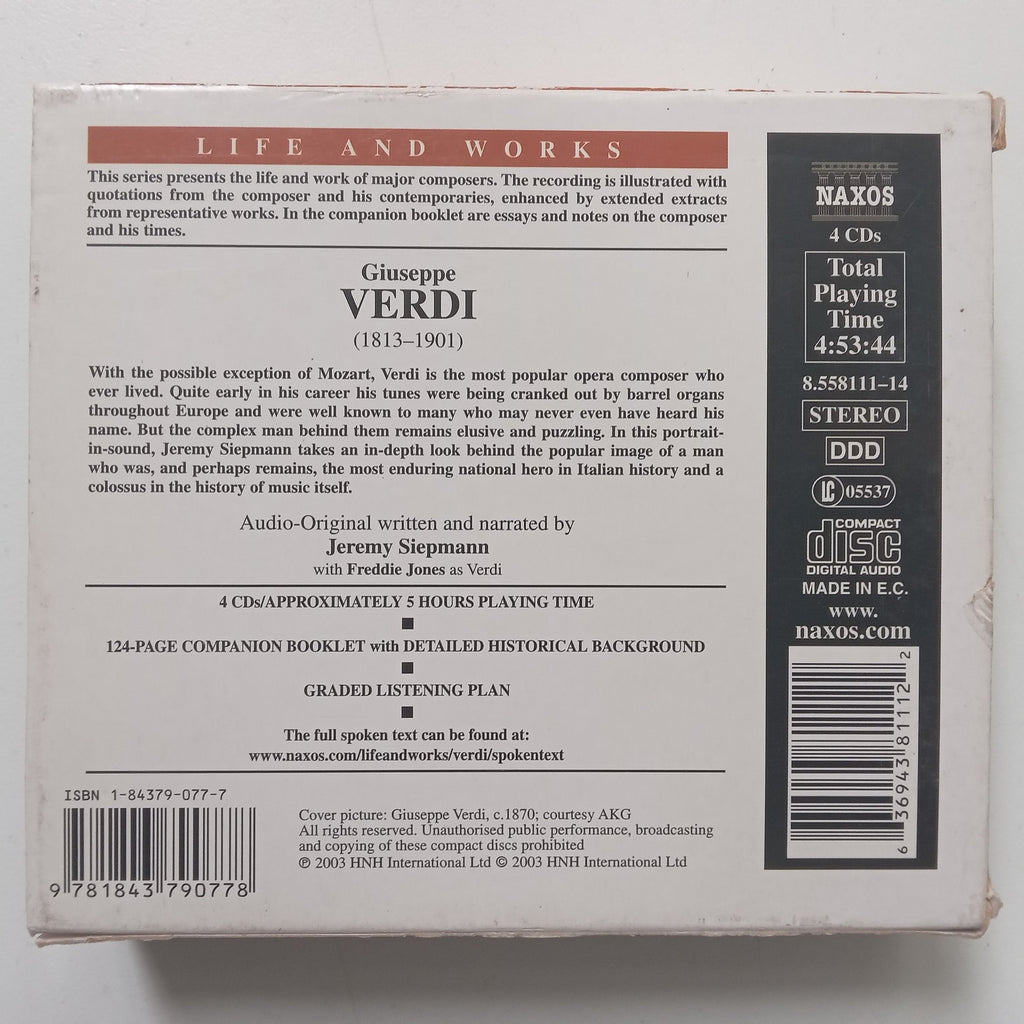 LIFE AND WORKS
This series presents the life and work of major composers. The recording is illustrated with
quotations from the composer and his contemporaries, enhanced by extended extracts
from representative works. In the companion booklet are essays and notes on the composer
and his times.
Giuseppe
VERDI
(1813–1901)
With the possible exception of Mozart, Verdi is the most popular opera composer who
ever lived. Quite early in his career his tunes were being cranked out by barrel organs
throughout Europe and were well known to many who may never even have heard his
name. But the complex man behind them remains elusive and puzzling. In this portrait-
in-sound, Jeremy Siepmann takes an in-depth look behind the popular image of a man
who was, and perhaps remains, the most enduring national hero in Italian history and a
colossus in the history of music itself.
Audio-Original written and narrated by
Jeremy Siepmann
with Freddie Jones as Verdi
4 CDs/APPROXIMATELY 5 HOURS PLAYING TIME
124-PAGE COMPANION BOOKLET with DETAILED HISTORICAL BACKGROUND
GRADED LISTENING PLAN
The full spoken text can be found at:
www.naxos.com/lifeandworks/verdi/spokentext
ISBN 1-84379-077-7
9 781843 790778
Cover picture: Giuseppe Verdi, c.1870; courtesy AKG
All rights reserved. Unauthorised public performance, broadcasting
and copying of these compact discs prohibited
℗ 2003 HNH International Ltd © 2003 HNH International Ltd
NAXOS
4 CDs
Total
Playing
Time
4:53:44
8.558111–14
STEREO
DDD
LC 05537
COMPACT
disc
DIGITAL AUDIO
MADE IN E.C.
www.
naxos.com
6 36943 81112 2